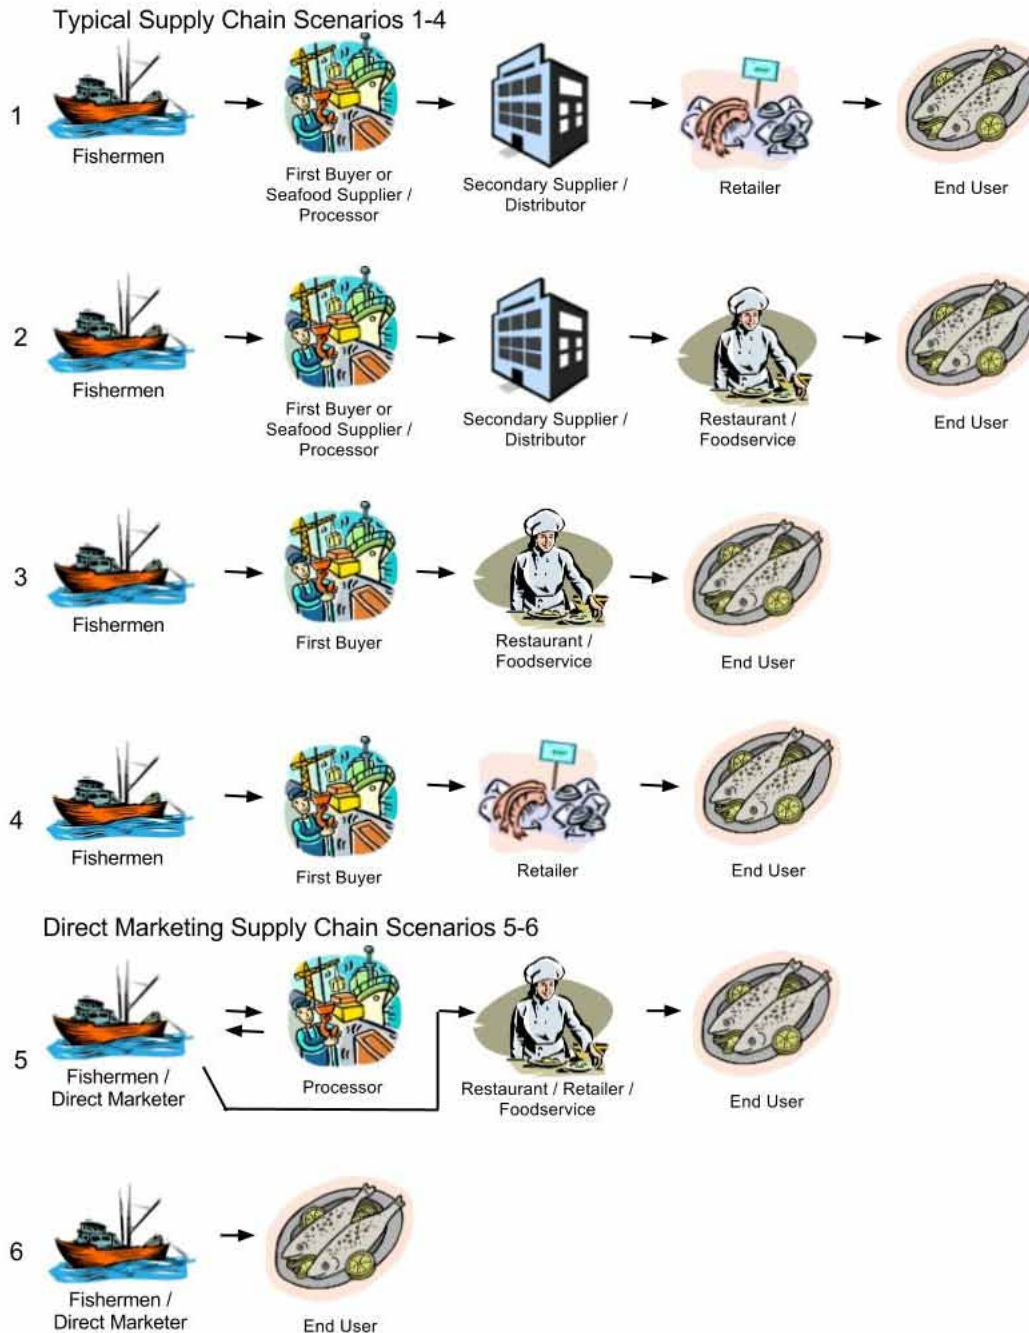 Typical Supply Chain Scenarios 1-4
1
Fishermen
First Buyer or
Seafood Supplier /
Processor
Secondary Supplier /
Distributor
Retailer
End User
2
Fishermen
First Buyer or
Seafood Supplier /
Processor
Secondary Supplier /
Distributor
Restaurant /
Foodservice
End User
3
Fishermen
First Buyer
Restaurant /
Foodservice
End User
4
Fishermen
First Buyer
Retailer
End User
Direct Marketing Supply Chain Scenarios 5-6
5
Fishermen /
Direct Marketer
Processor
Restaurant / Retailer /
Foodservice
End User
6
Fishermen /
Direct Marketer
End User